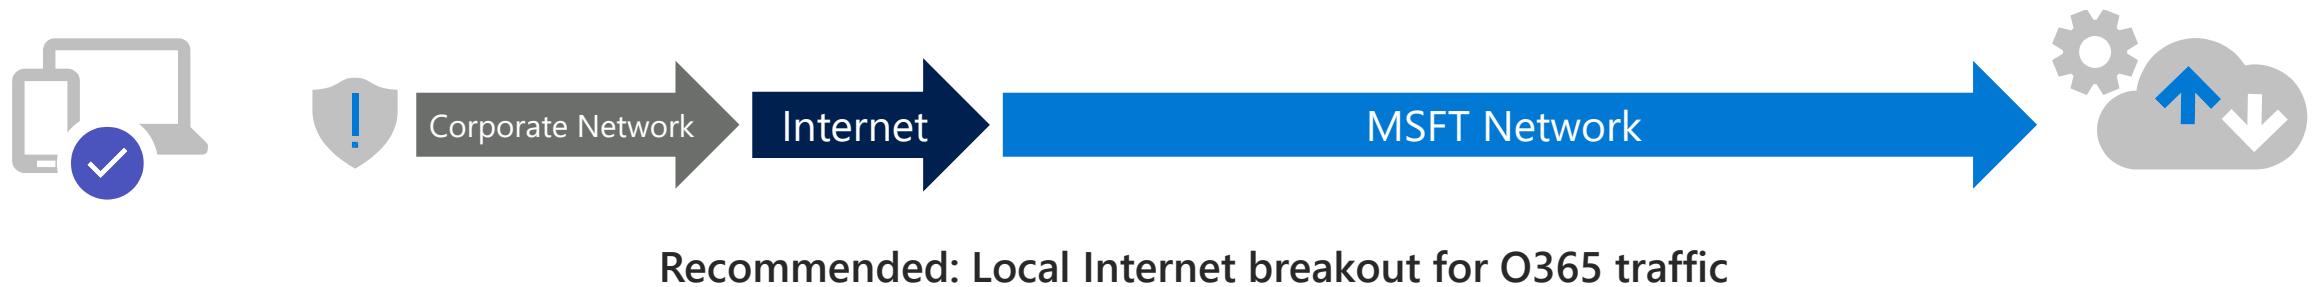 Corporate Network
Internet
MSFT Network
Recommended: Local Internet breakout for O365 traffic